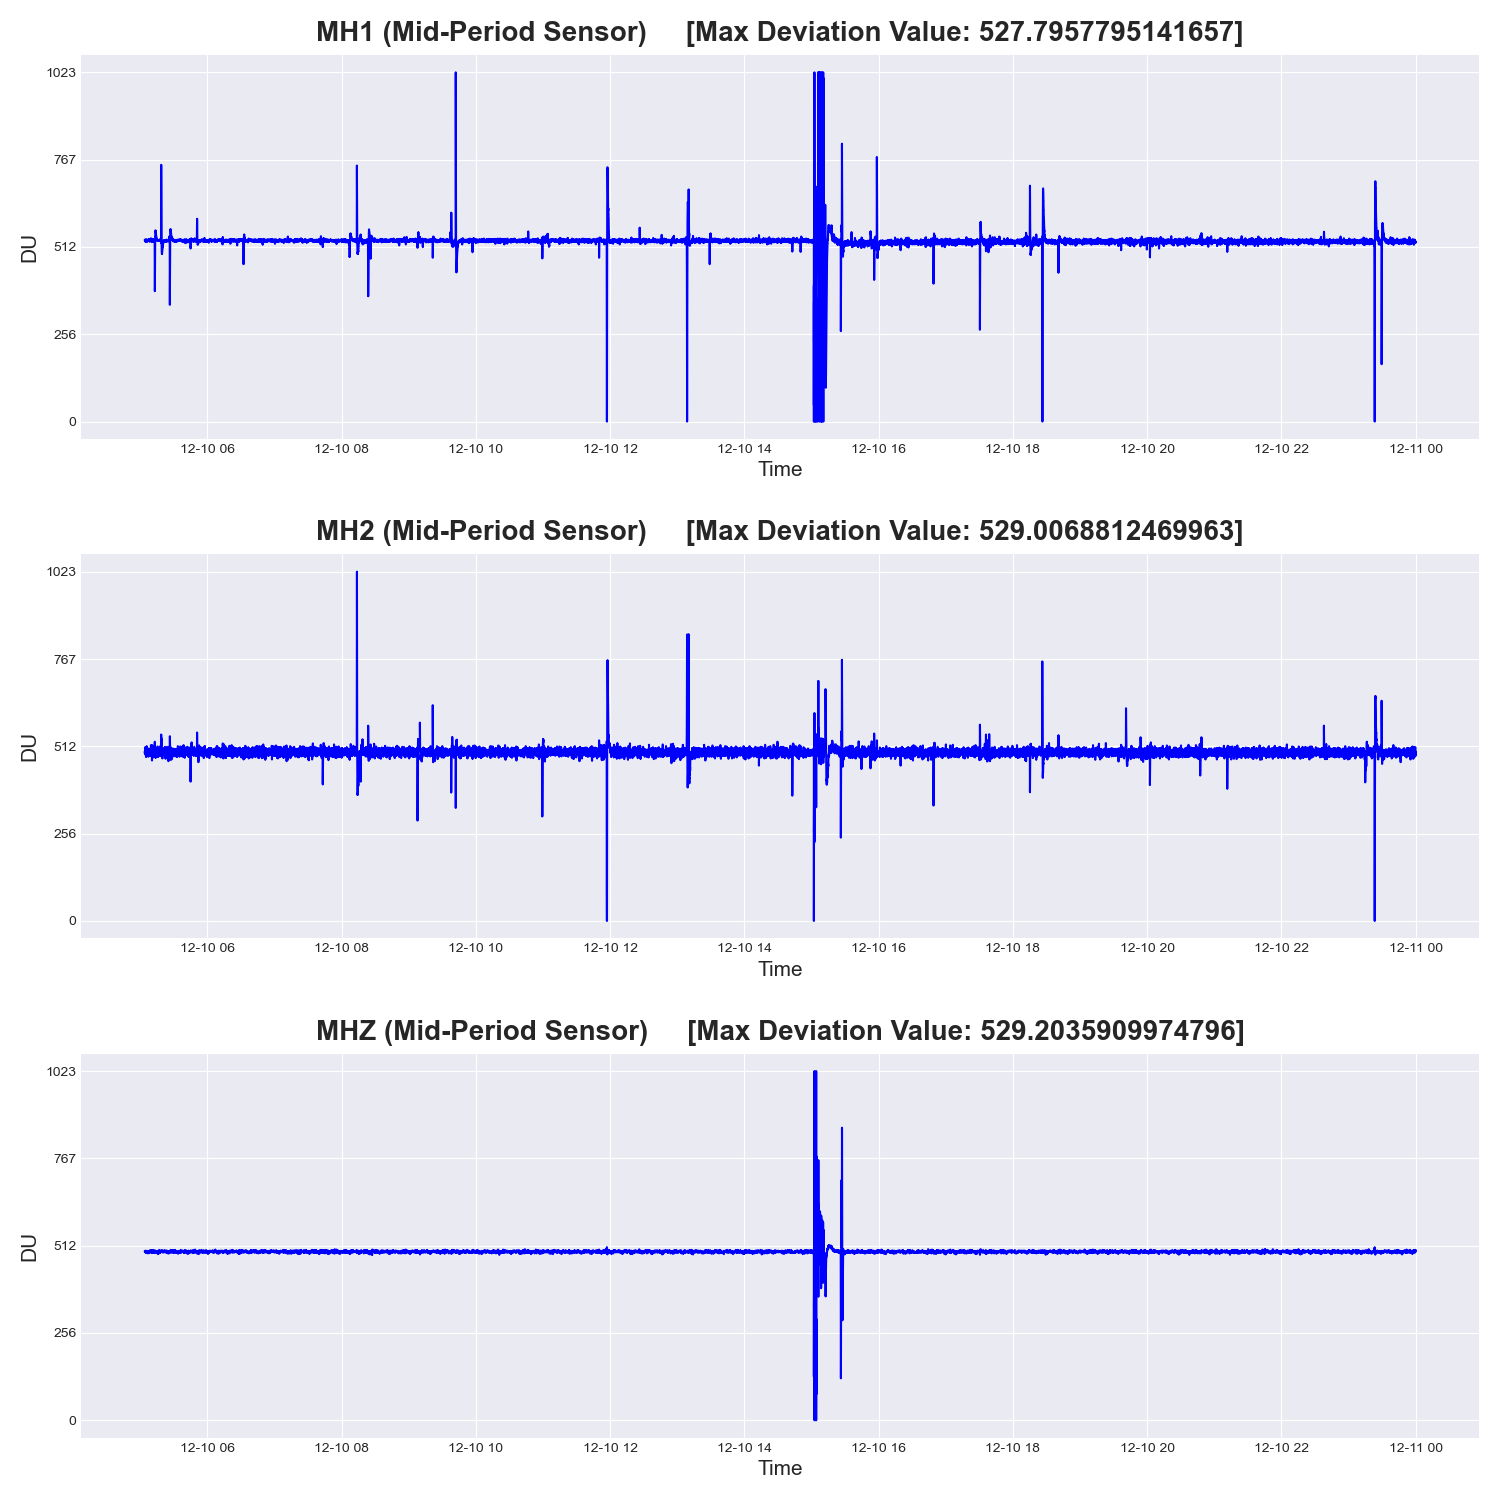 MH1 (Mid-Period Sensor) [Max Deviation Value: 527.7957795141657]
1023
767
512
256
0
DU
12-10 06 12-10 08 12-10 10 12-10 12 12-10 14 12-10 16 12-10 18 12-10 20 12-10 22 12-11 00
Time
MH2 (Mid-Period Sensor) [Max Deviation Value: 529.0068812469963]
1023
767
512
256
0
DU
12-10 06 12-10 08 12-10 10 12-10 12 12-10 14 12-10 16 12-10 18 12-10 20 12-10 22 12-11 00
Time
MHZ (Mid-Period Sensor) [Max Deviation Value: 529.2035909974796]
1023
767
512
256
0
DU
12-10 06 12-10 08 12-10 10 12-10 12 12-10 14 12-10 16 12-10 18 12-10 20 12-10 22 12-11 00
Time